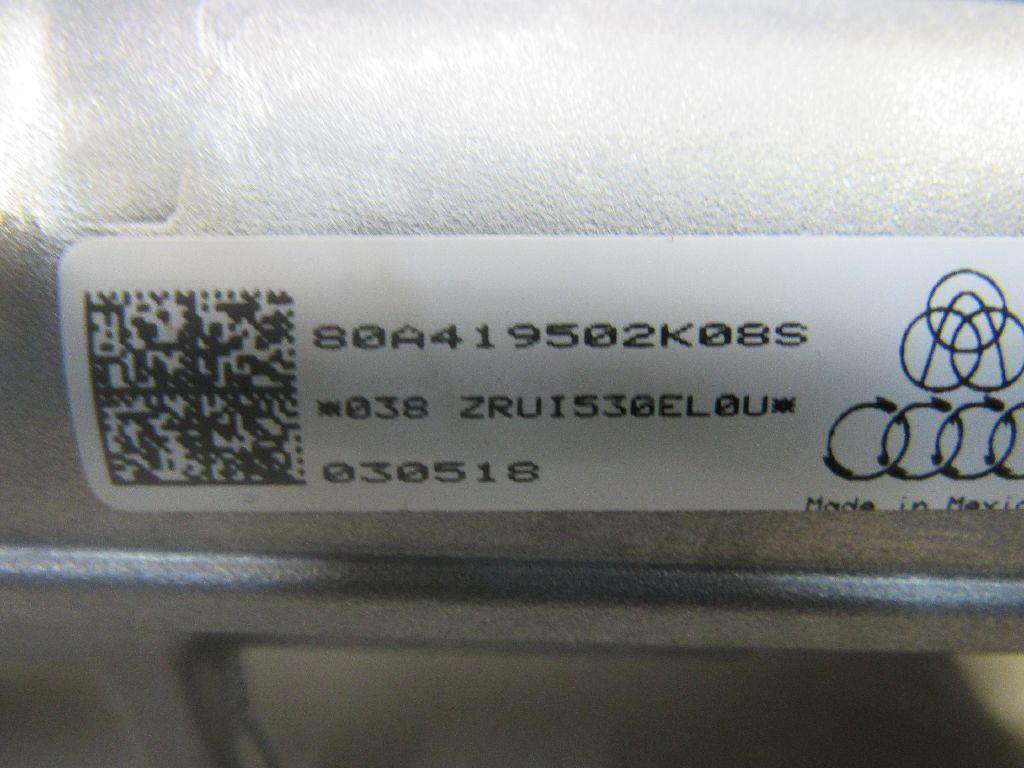 80A419502K08S
*038 ZRUI530EL0U*
030518
Made in Mexic